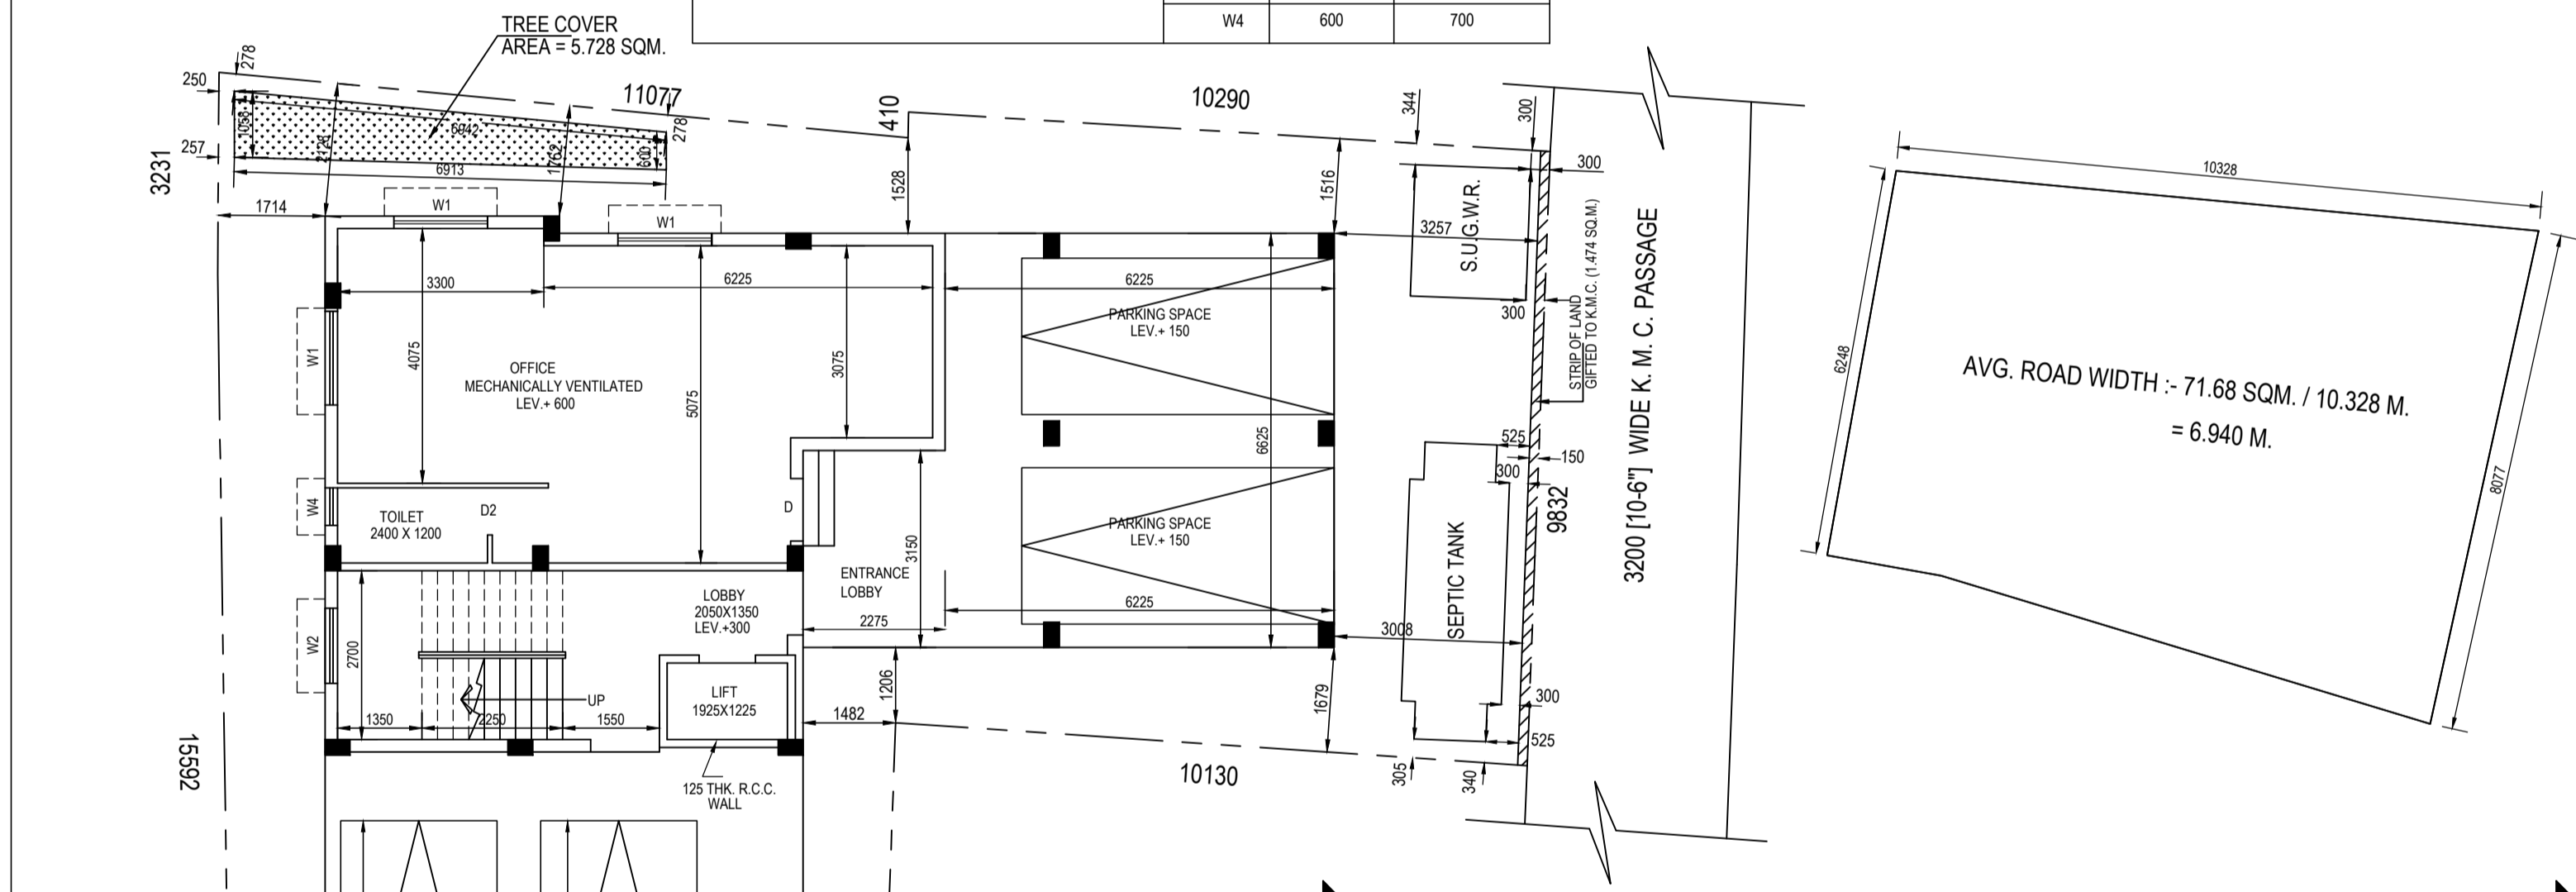 W4 600 700
TREE COVER
AREA = 5.728 SQM.
278
250
11077
410
10290
344
300
1058
6942
278
2128
1762
600
257
6913
3231
1714
W1
W1
1528
1516
300
3257
S.U.G.W.R.
300
STRIP OF LAND
GIFTED TO K.M.C. (1.474 SQ.M.)
3200 [10-6"] WIDE K. M. C. PASSAGE
10328
6248
8077
AVG. ROAD WIDTH :- 71.68 SQM. / 10.328 M.
= 6.940 M.
3300
6225
6225
PARKING SPACE
LEV.+ 150
W1
4075
OFFICE
MECHANICALLY VENTILATED
LEV.+ 600
5075
3075
6625
525
150
300
9832
W4
TOILET
2400 X 1200
D2
D
PARKING SPACE
LEV.+ 150
3150
ENTRANCE
LOBBY
SEPTIC TANK
W2
2700
LOBBY
2050X1350
LEV.+300
2275
6225
3008
UP
LIFT
1925X1225
1206
1679
300
1350
2250
1550
1482
525
15592
125 THK. R.C.C.
WALL
10130
305
340